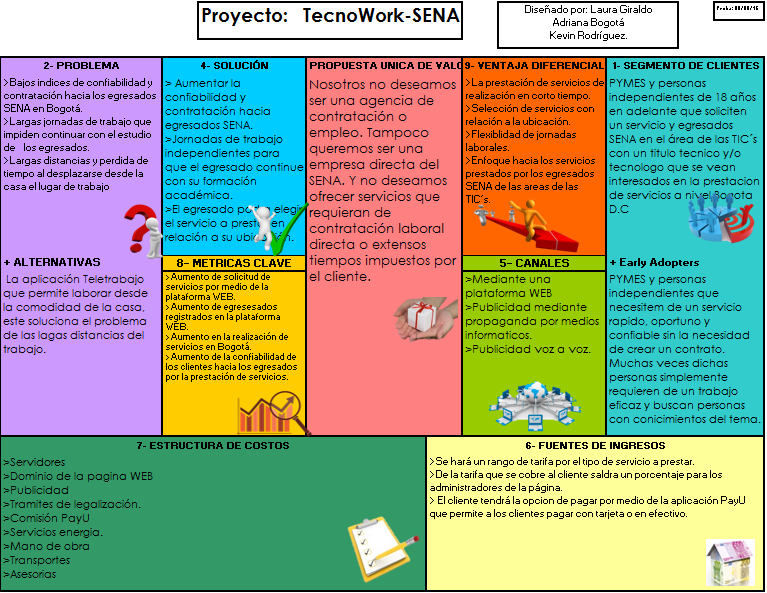 Proyecto: TecnoWork-SENA
Diseñado por: Laura Giraldo
Adriana Bogotá
Kevin Rodríguez.
2- PROBLEMA
>Bajos indices de confiabilidad y
contratación hacia los egresados
SENA en Bogotá.
>Largas jornadas de trabajo que
impiden continuar con el estudio
de los egresados.
>Largas distancias y perdida de
tiempo al desplazarse desde la
casa el lugar de trabajo
+ ALTERNATIVAS
La aplicación Teletrabajo
que permite laborar desde
la comodidad de la casa,
este soluciona el problema
de las lagas distancias del
trabajo.
4- SOLUCIÓN
> Aumentar la
confiabilidad y
contratación hacia
egresados SENA.
>Jornadas de trabajo
independientes para
que el egresado continue
con su formación
académica.
>El egresado elegi
el servicio a prest en
relación a su ubi ón.
8- METRICAS CLAVE
>Aumento de solicitud de
servicios por medio de la
plataforma WEB.
>Aumento de egresesados
registrados en la plataforma
WEB.
>Aumento en la realización de
servicios en Bogotá.
>Aumento de la confiabilidad de
los clientes hacia los egresados
por la prestación de servicios.
PROPUESTA UNICA DE VALO
Nosotros no deseamos
ser una agencia de
contratación o
empleo. Tampoco
queremos ser una
empresa directa del
SENA. Y no deseamos
ofrecer servicios que
requieran de
contratación laboral
directa o extensos
tiempos impuestos por
el cliente.
9- VENTAJA DIFERENCIAL
>La prestación de servicios de
realización en corto tiempo.
>Selección de servicios con
relación a la ubicación.
>Flexiblidad de jornadas
laborales.
>Enfoque hacia los servicios
prestados por los egresados
SENA de las areas de las
TIC´s.
5- CANALES
>Mediante una
plataforma WEB
>Publicidad mediante
propaganda por medios
informaticos.
>Publicidad voz a voz.
1- SEGMENTO DE CLIENTES
PYMES y personas
independientes de 18 años
en adelante que soliciten
un servicio y egresados
SENA en el área de las TIC´s
con un titulo tecnico y/o
tecnologo que se vean
interesados en la prestacion
de servicios a nivel Bogota
D.C
+ Early Adopters
PYMES y personas
independientes que
necesitem de un servicio
rapido, oportuno y
confiable sin la necesidad
de crear un contrato.
Muchas veces dichas
personas simplemente
requieren de un trabajo
eficaz y buscan personas
con conicimientos del tema.
7- ESTRUCTURA DE COSTOS
>Servidores
>Dominio de la pagina WEB
>Publicidad
>Tramites de legalización.
>Comisión PayU
>Servicios energia.
>Mano de obra
>Transportes
>Asesorias
6- FUENTES DE INGRESOS
>Se hará un rango de tarifa por el tipo de servicio a prestar.
>De la tarifa que se cobre al cliente saldra un porcentaje para los
administradores de la página.
> El cliente tendrá la opcion de pagar por medio de la aplicación PayU
que permite a los clientes pagar con tarjeta o en efectivo.